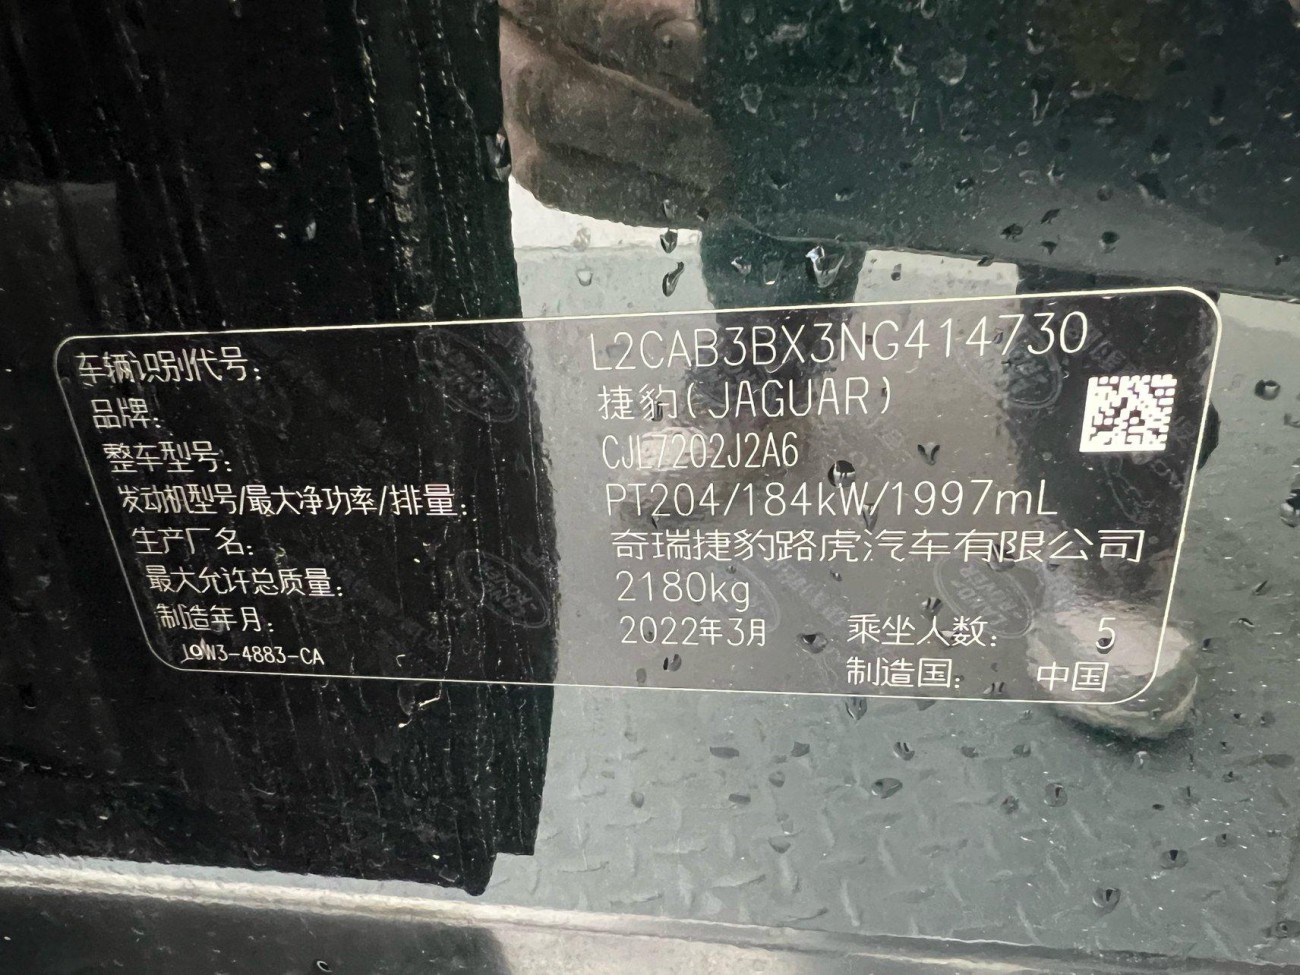 车辆识别代号: L2CAB3BX3NG414730
品牌: 捷豹(JAGUAR)
整车型号: CJL7202J2A6
发动机型号/最大净功率/排量: PT204/184kW/1997mL
生产厂名: 奇瑞捷豹路虎汽车有限公司
最大允许总质量: 2180kg
制造年月: 2022年3月 乘坐人数: 5
制造国: 中国
W3-4883-CA